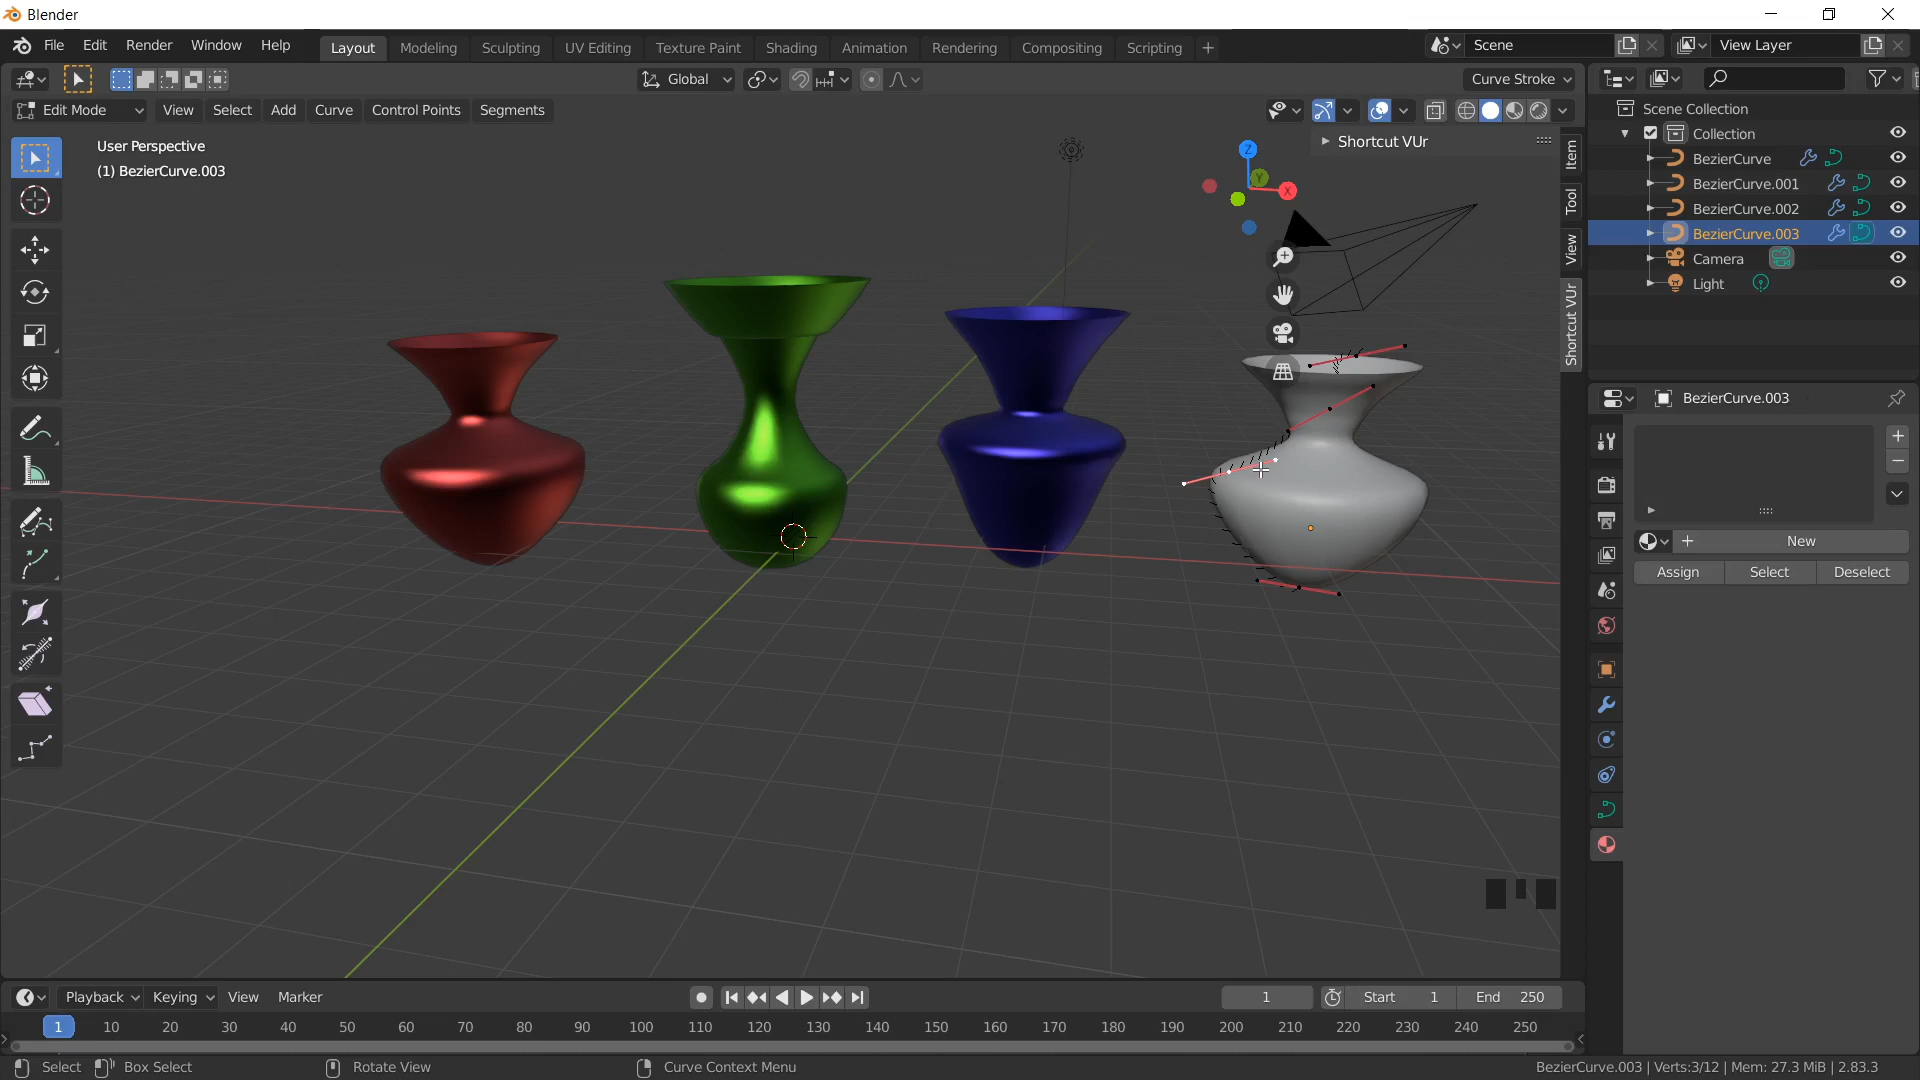 Blender
File Edit Render Window Help
Layout Modeling Sculpting UV Editing Texture Paint Shading Animation Rendering Compositing Scripting +
Scene
View Layer
Global
Curve Stroke
Edit Mode View Select Add Curve Control Points Segments
User Perspective
(1) BezierCurve.003
Shortcut VUr
Z
Y
X
Item
Tool
View
Shortcut VUr
Scene Collection
Collection
BezierCurve
BezierCurve.001
BezierCurve.002
BezierCurve.003
Camera
Light
BezierCurve.003
New
Assign Select Deselect
Playback Keying View Marker
1
Start 1
End 250
1 10 20 30 40 50 60 70 80 90 100 110 120 130 140 150 160 170 180 190 200 210 220 230 240 250
Select Box Select Rotate View Curve Context Menu
BezierCurve.003 | Verts:3/12 | Mem: 27.3 MiB | 2.83.3